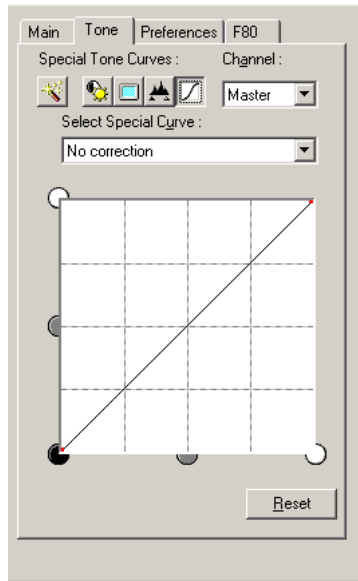 Main Tone Preferences F80
Special Tone Curves : Channel :
Master
Select Special Curve :
No correction
Reset